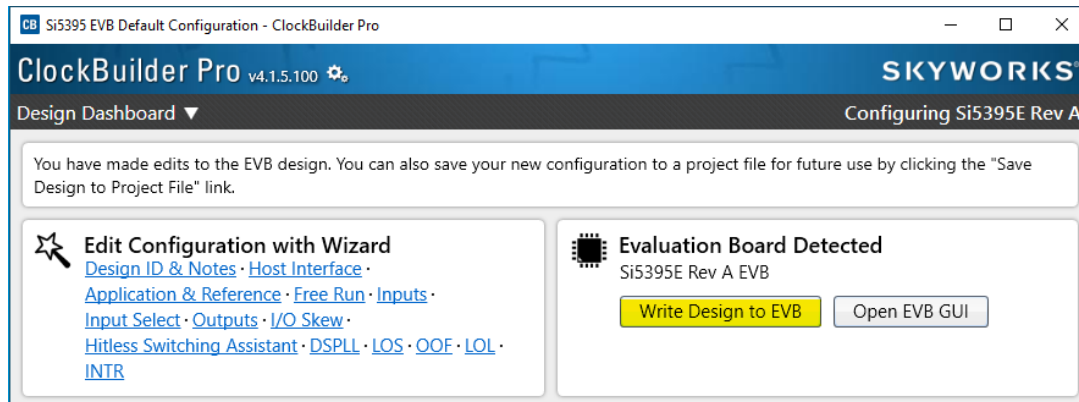 CB Si5395 EVB Default Configuration - ClockBuilder Pro
ClockBuilder Pro v4.1.5.100
SKYWORKS®
Design Dashboard ▼
Configuring Si5395E Rev A
You have made edits to the EVB design. You can also save your new configuration to a project file for future use by clicking the "Save
Design to Project File" link.
Edit Configuration with Wizard
Design ID & Notes · Host Interface ·
Application & Reference · Free Run · Inputs ·
Input Select · Outputs · I/O Skew ·
Hitless Switching Assistant · DSPLL · LOS · OOF · LOL ·
INTR
Evaluation Board Detected
Si5395E Rev A EVB
Write Design to EVB
Open EVB GUI